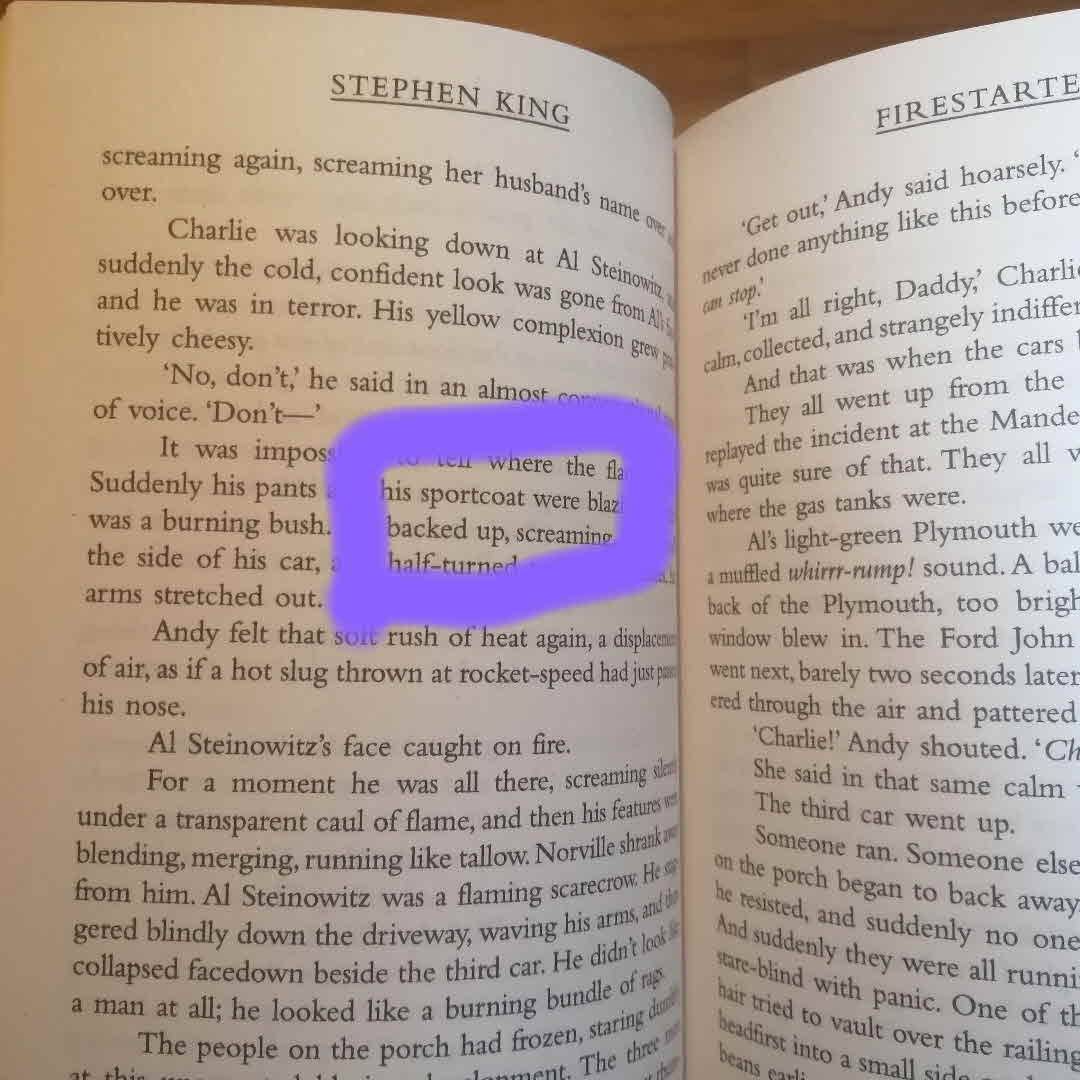 STEPHEN KING
screaming again, screaming her husband's name over
over.
Charlie was looking down at Al Steinowitz,
suddenly the cold, confident look was gone from Al's
and he was in terror. His yellow complexion grew
tively cheesy.
'No, don't,' he said in an almost
of voice. 'Don't—'
It was to tell where the
Suddenly his pants his sportcoat were
was a burning bush. backed up, screaming
the side of his car, half-turned
arms stretched out.
Andy felt that soft rush of heat again, a
of air, as if a hot slug thrown at rocket-speed had just
his nose.
Al Steinowitz's face caught on fire.
For a moment he was all there, screaming
under a transparent caul of flame, and then his features
blending, merging, running like tallow. Norville shrank
from him. Al Steinowitz was a flaming scarecrow. He
gered blindly down the driveway, waving his arms, and
collapsed facedown beside the third car. He didn't look
a man at all; he looked like a burning bundle of rags.
The people on the porch had frozen, staring
at this The three
FIRESTARTE
'Get out,' Andy said hoarsely. '
never done anything like this before
can stop.'
'I'm all right, Daddy,' Charlie
calm, collected, and strangely
And that was when the cars
They all went up from the
replayed the incident at the
was quite sure of that. They all
where the gas tanks were.
Al's light-green Plymouth
a muffled whirrr-rump! sound. A
back of the Plymouth, too
window blew in. The Ford John
went next, barely two seconds later
ered through the air and pattered
'Charlie!' Andy shouted. '
She said in that same calm
The third car went up.
Someone ran. Someone else
on the porch began to back away
he resisted, and suddenly no one
And suddenly they were all
stare-blind with panic. One of
hair tried to vault over the railing
headfirst into a small
beans